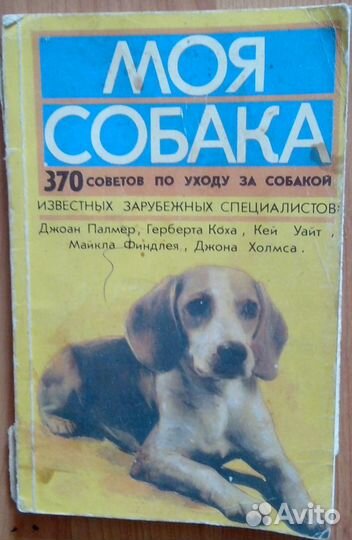 МОЯ
СОБАКА
370 СОВЕТОВ ПО УХОДУ ЗА СОБАКОЙ
ИЗВЕСТНЫХ ЗАРУБЕЖНЫХ СПЕЦИАЛИСТОВ:
Джоан Палмер, Герберта Коха, Кей Уайт,
Майкла Финдлея, Джона Холмса.
Avito